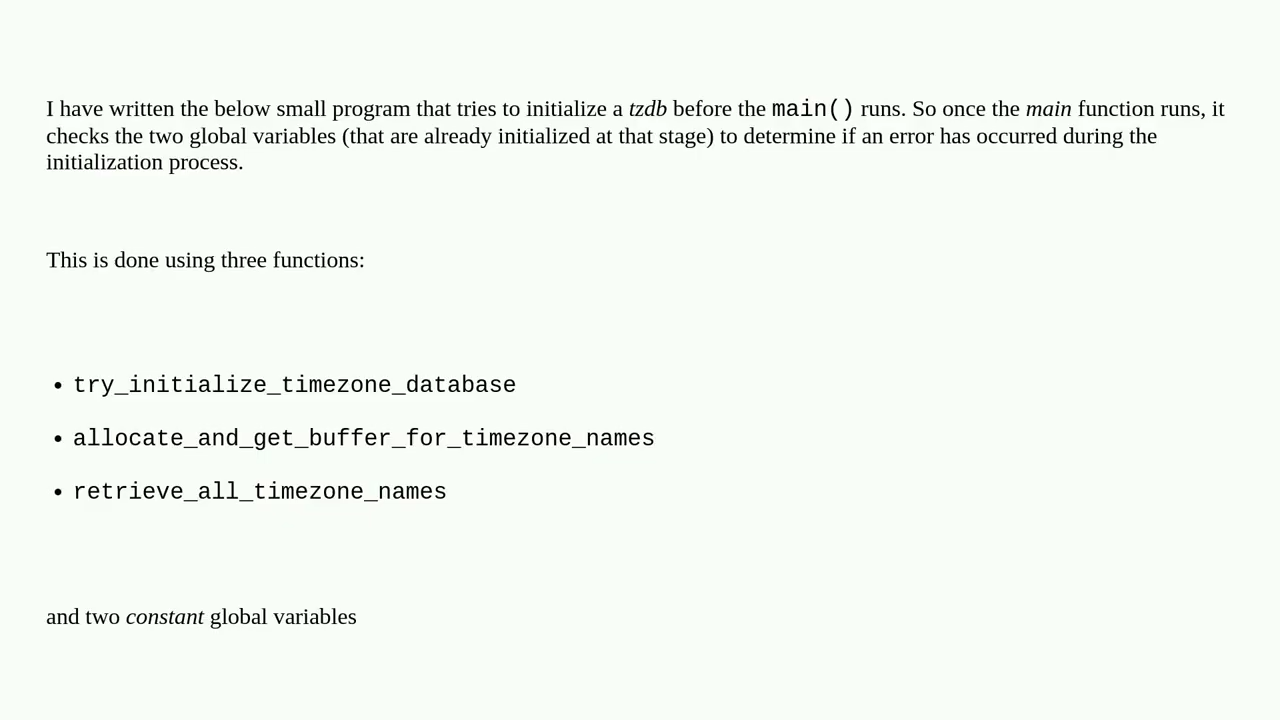 I have written the below small program that tries to initialize a tzdb before the main() runs. So once the main function runs, it
checks the two global variables (that are already initialized at that stage) to determine if an error has occurred during the
initialization process.
This is done using three functions:
• try_initialize_timezone_database
• allocate_and_get_buffer_for_timezone_names
• retrieve_all_timezone_names
and two constant global variables